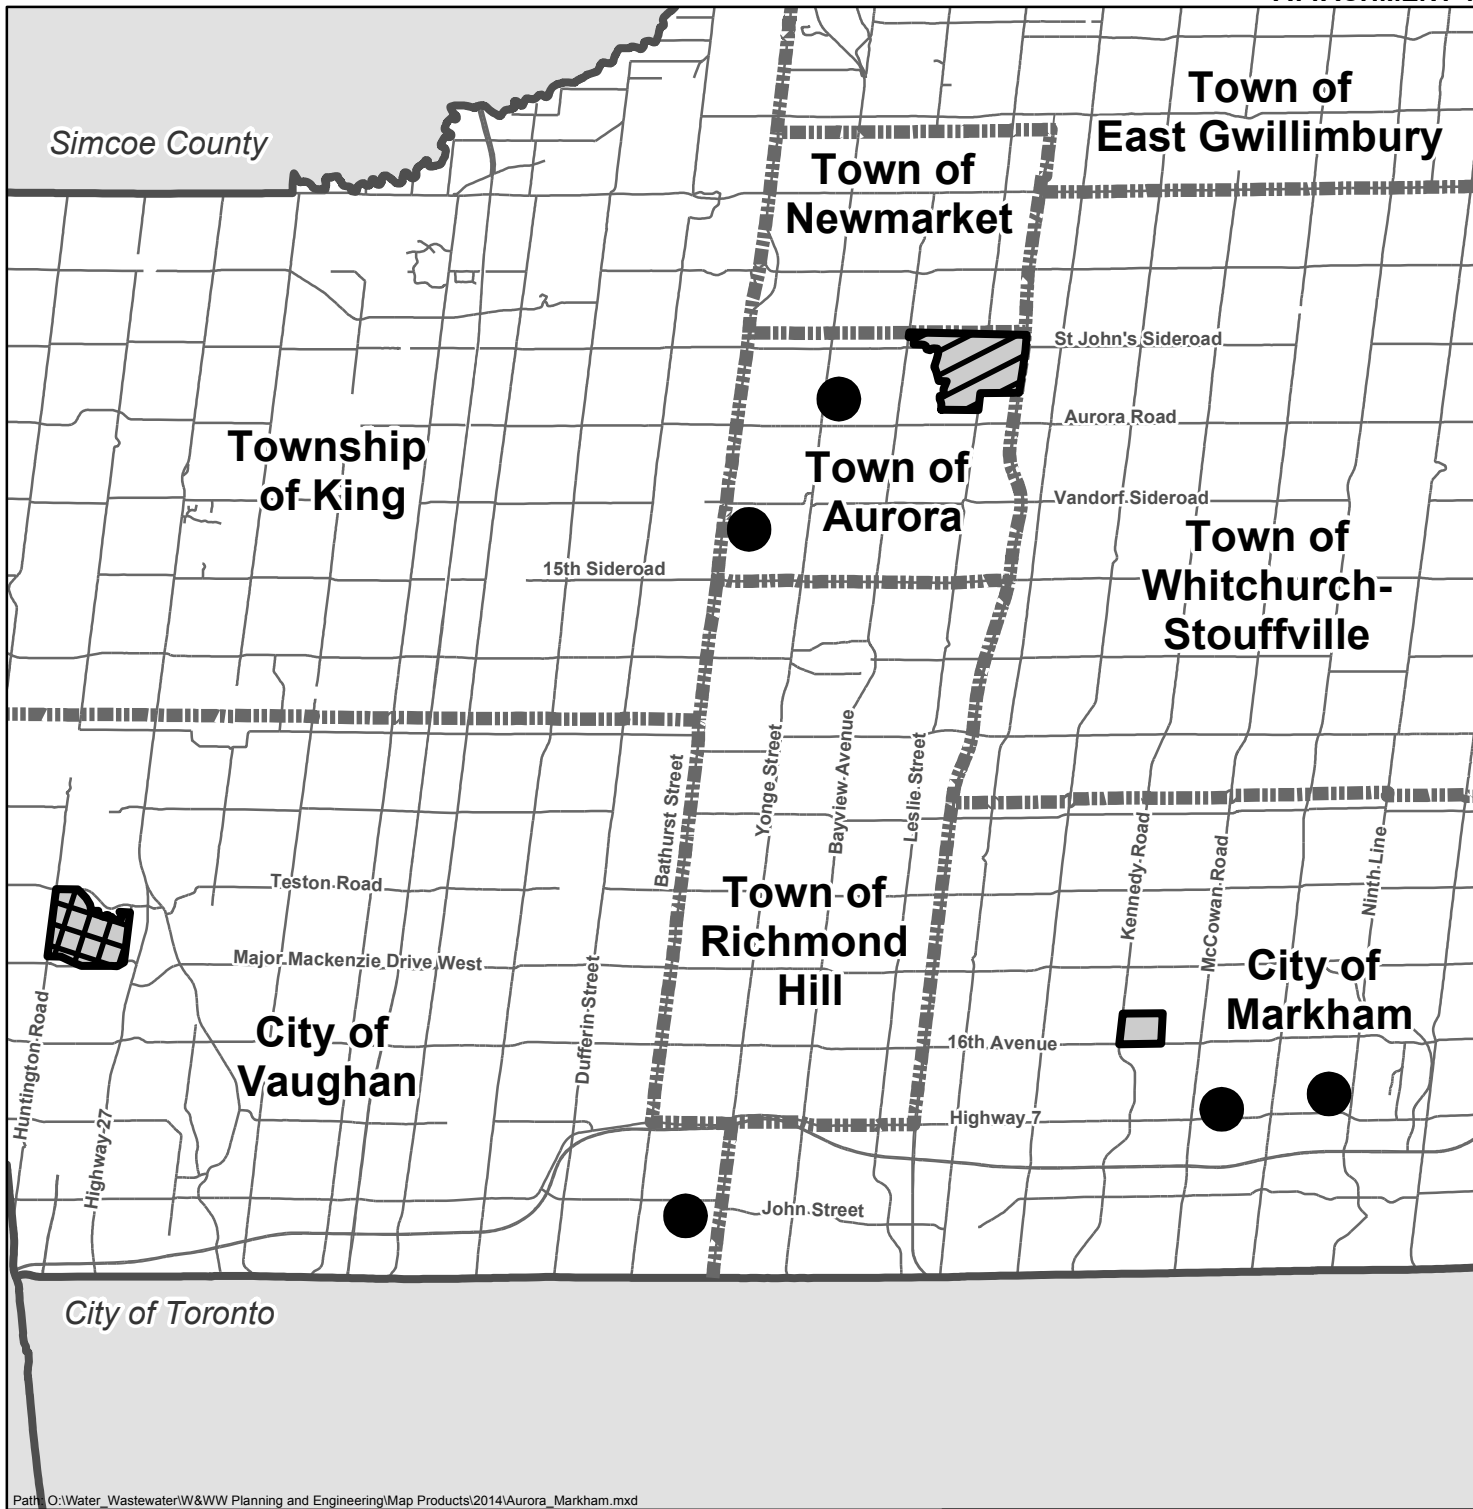 Simcoe County
Town of
East Gwillimbury
Town of
Newmarket
St John's Sideroad
Aurora Road
Township
of King
Town of
Aurora
Vandorf Sideroad
Town of
Whitchurch-
Stouffville
15th Sideroad
Bathurst Street
Yonge Street
Bayview Avenue
Leslie Street
Kennedy Road
McCowan Road
Ninth Line
Teston Road
Town of
Richmond
Hill
Major Mackenzie Drive West
City of
Markham
Huntington Road
City of
Vaughan
Dufferin Street
16th Avenue
Highway 7
Highway 27
John Street
City of Toronto
Path: O:\Water_Wastewater\W&WW Planning and Engineering\Map Products\2014\Aurora_Markham.mxd